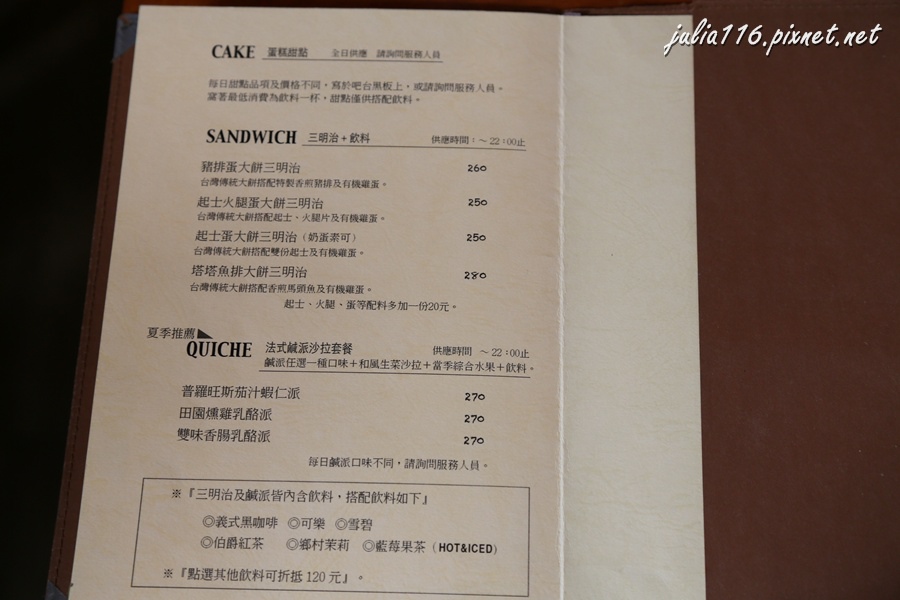 julia116.pixnet.net
CAKE 蛋糕甜點 全日供應 請詢問服務人員
每日甜點品項及價格不同，寫於吧台黑板上，或請詢問服務人員。
窩著最低消費為飲料一杯，甜點僅供搭配飲料。
SANDWICH 三明治＋飲料 供應時間：～22:00止
豬排蛋大餅三明治 260
台灣傳統大餅搭配特製香煎豬排及有機雞蛋。
起士火腿蛋大餅三明治 250
台灣傳統大餅搭配起士、火腿片及有機雞蛋。
起士蛋大餅三明治（奶蛋素可） 250
台灣傳統大餅搭配雙份起士及有機雞蛋。
塔塔魚排大餅三明治 280
台灣傳統大餅搭配香煎馬頭魚及有機雞蛋。
起士、火腿、蛋等配料多加一份20元。
夏季推薦
QUICHE 法式鹹派沙拉套餐 供應時間 ～22:00止
鹹派任選一種口味＋和風生菜沙拉＋當季綜合水果＋飲料。
普羅旺斯茄汁蝦仁派 270
田園燻雞乳酪派 270
雙味香腸乳酪派 270
每日鹹派口味不同，請詢問服務人員。
※『三明治及鹹派皆內含飲料，搭配飲料如下』
◎義式黑咖啡 ◎可樂 ◎雪碧
◎伯爵紅茶 ◎鄉村茉莉 ◎藍莓果茶（HOT&ICED）
※『點選其他飲料可折抵120元』。